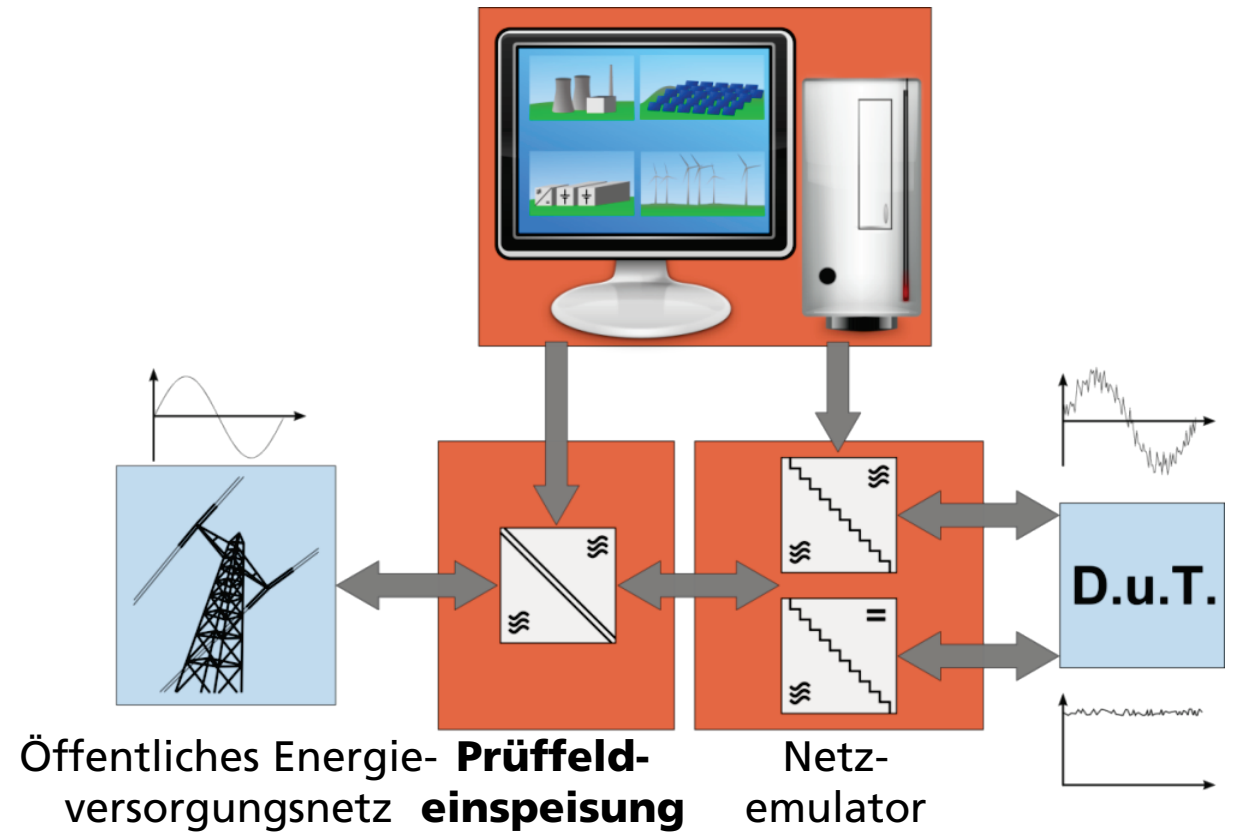 D.u.T.
Öffentliches Energie-
versorgungsnetz
Prüffeld-
einspeisung
Netz-
emulator